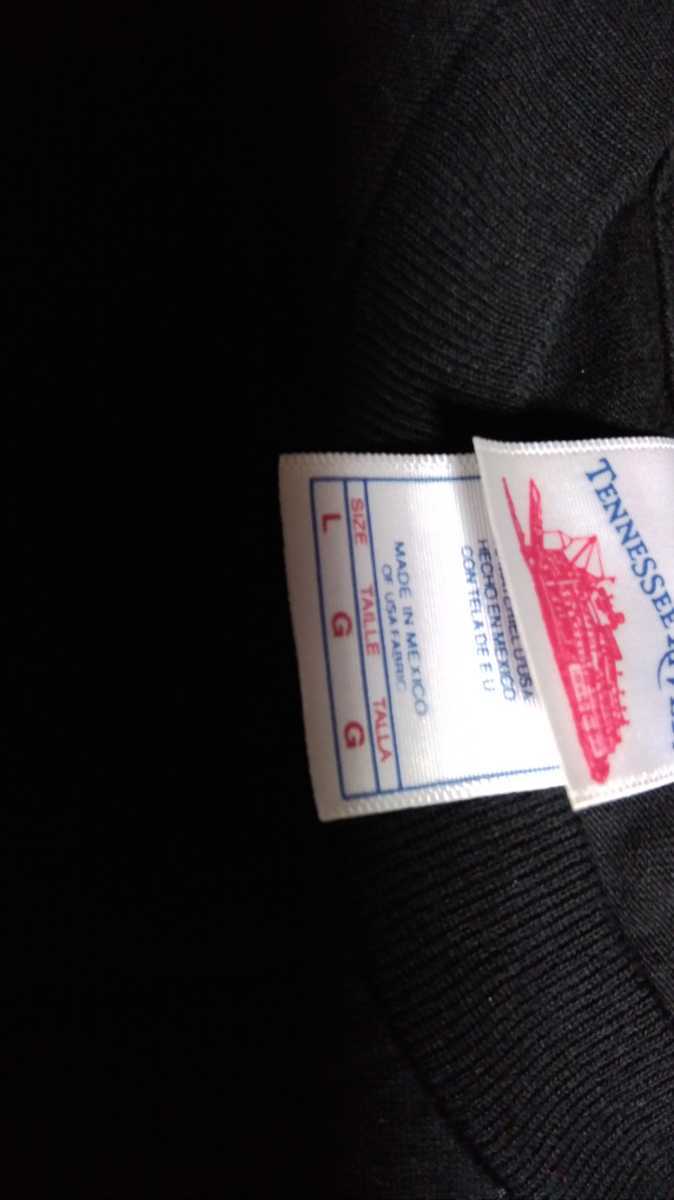 TENNESSEE
HECHO EN MEXICO
CON TELA DE E U
MADE IN MEXICO
OF USA FABRIC
SIZE TAILLE TALLA
L G G